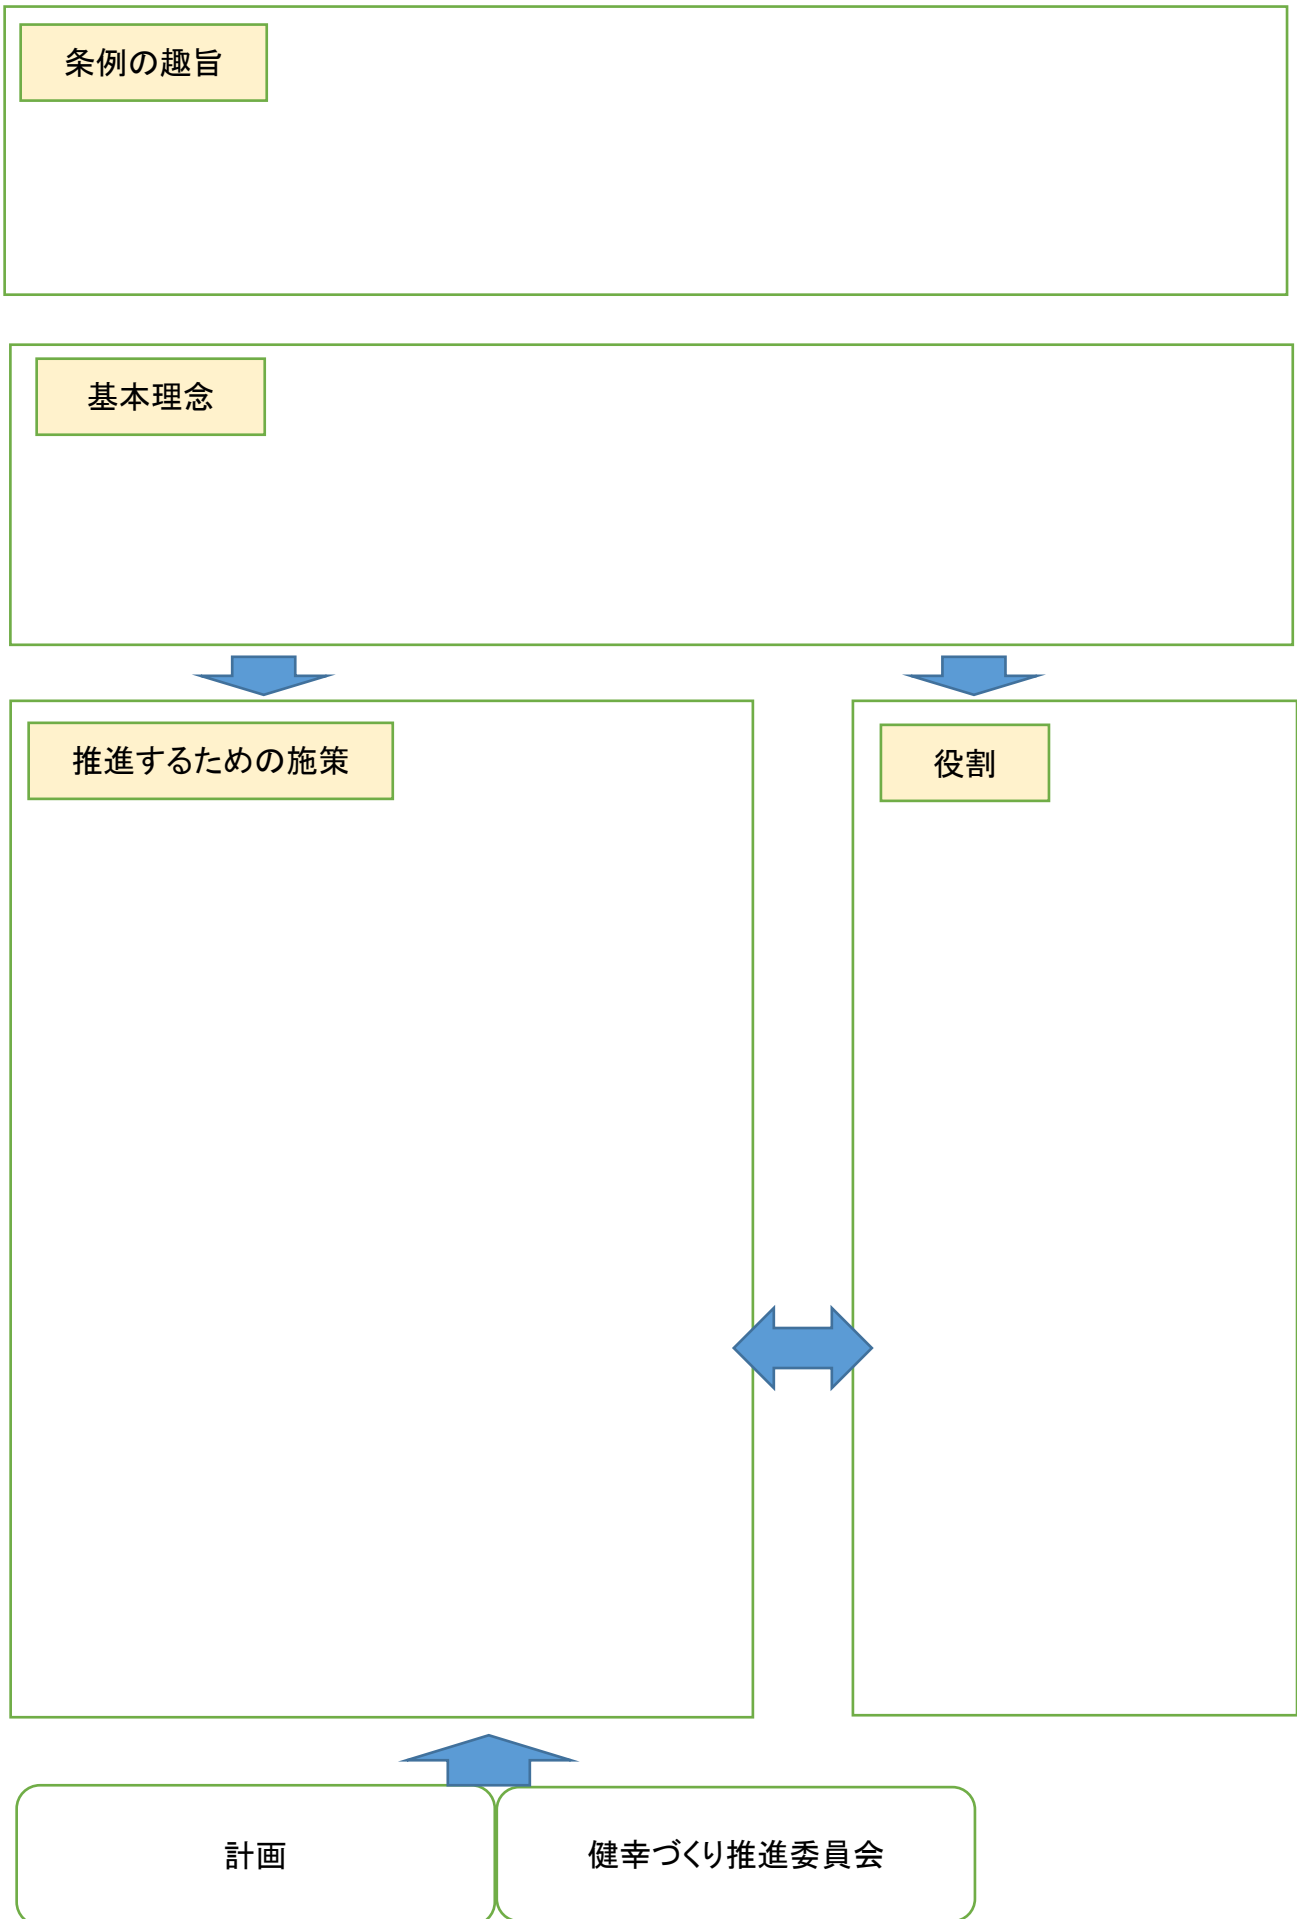 条例の趣旨
基本理念
推進するための施策
役割
計画
健幸づくり推進委員会